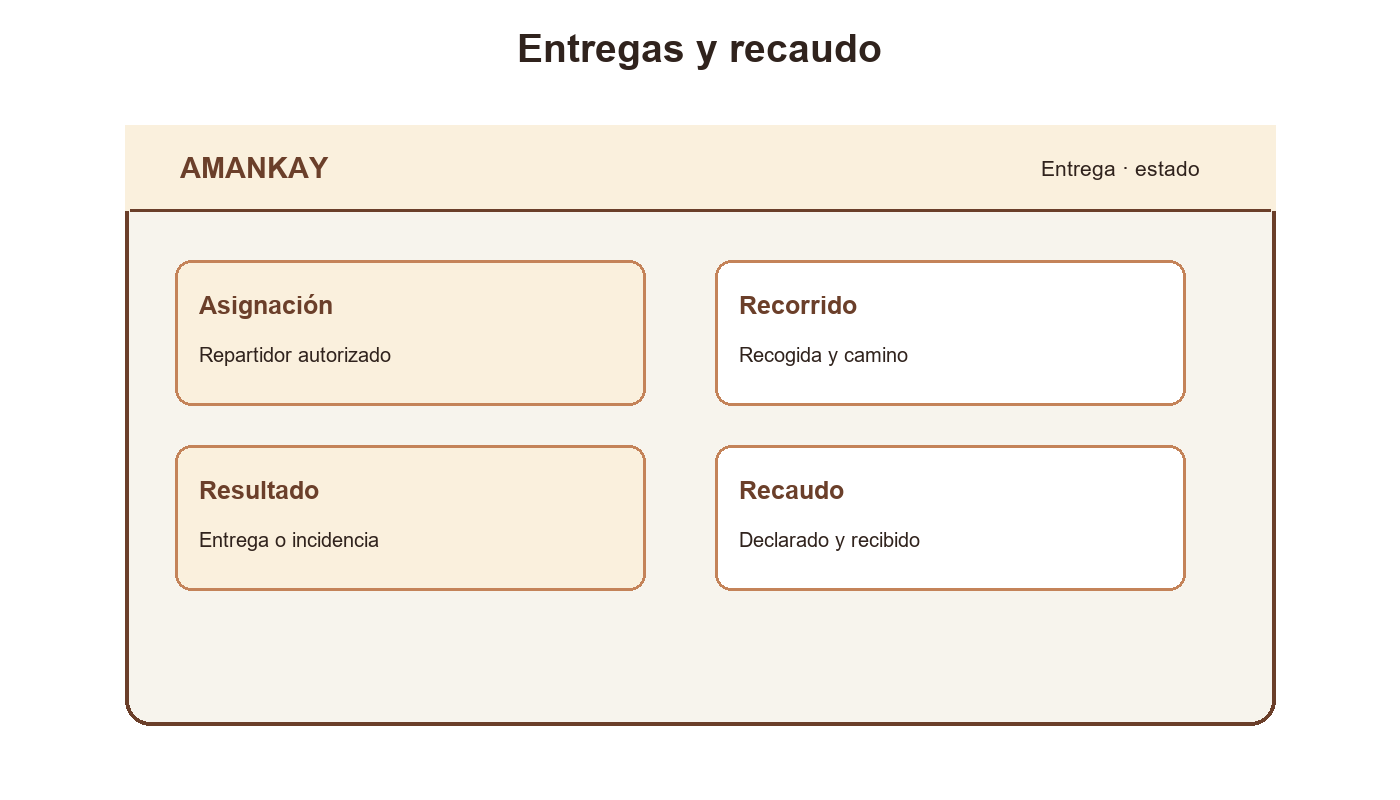 Entregas y recaudo
AMANKAY
Entrega · estado
Asignación
Repartidor autorizado
Recorrido
Recogida y camino
Resultado
Entrega o incidencia
Recaudo
Declarado y recibido